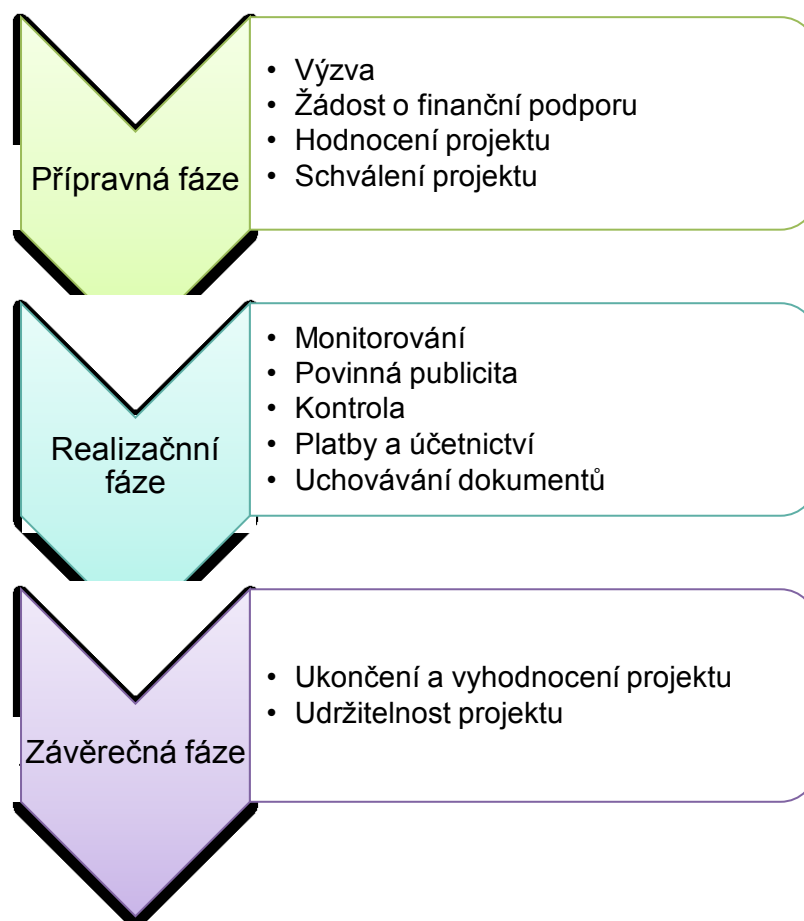 Přípravná fáze
• Výzva
• Žádost o finanční podporu
• Hodnocení projektu
• Schválení projektu
Realizačnní
fáze
• Monitorování
• Povinná publicita
• Kontrola
• Platby a účetnictví
• Uchovávání dokumentů
Závěrečná fáze
• Ukončení a vyhodnocení projektu
• Udržitelnost projektu